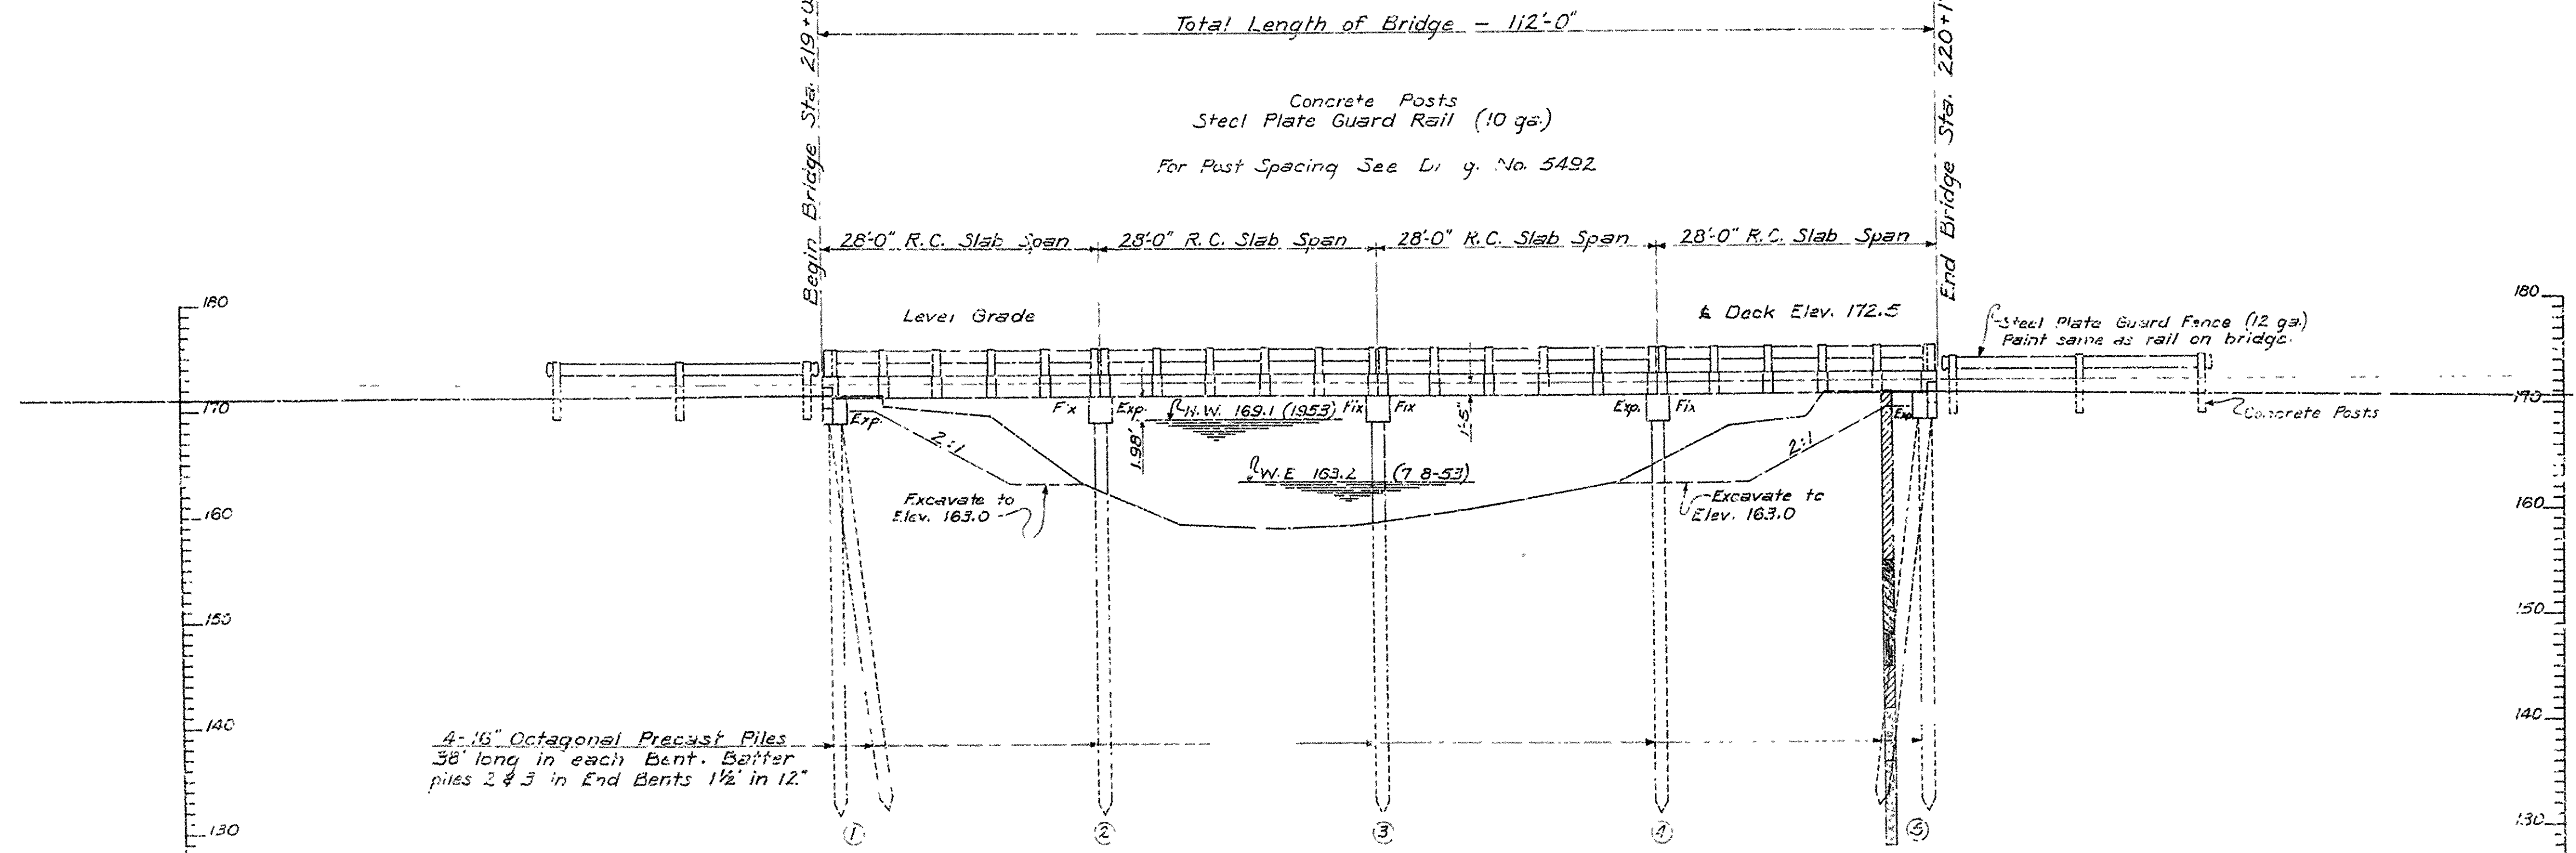 Total Length of Bridge - 112'-0"
Begin Bridge Sta. 219+
End Bridge Sta. 220+1
Concrete Posts
Steel Plate Guard Rail (10 ga.)
For Post Spacing See No. 5492
28'-0" R.C. Slab Span
28'-0" R.C. Slab Span
28'-0" R.C. Slab Span
28'-0" R.C. Slab Span
180
180
Level Grade
℄ Deck Elev. 172.5
Steel Plate Guard Fence (12 ga.)
Paint same as rail on bridge.
170
Exp.
Fix
Exp.
H.W. 169.1 (1953)
Fix
Fix
Exp.
Fix
Exp.
170
Concrete Posts
2:1
1.98'
1'-5"
2:1
W.E 163.2 (7 8-53)
Excavate to
Elev. 163.0
Excavate to
Elev. 163.0
160
160
150
150
140
140
4-16" Octagonal Precast Piles
38' long in each Bent. Batter
piles 2 & 3 in End Bents 1½" in 12"
130
1
2
3
4
5
130